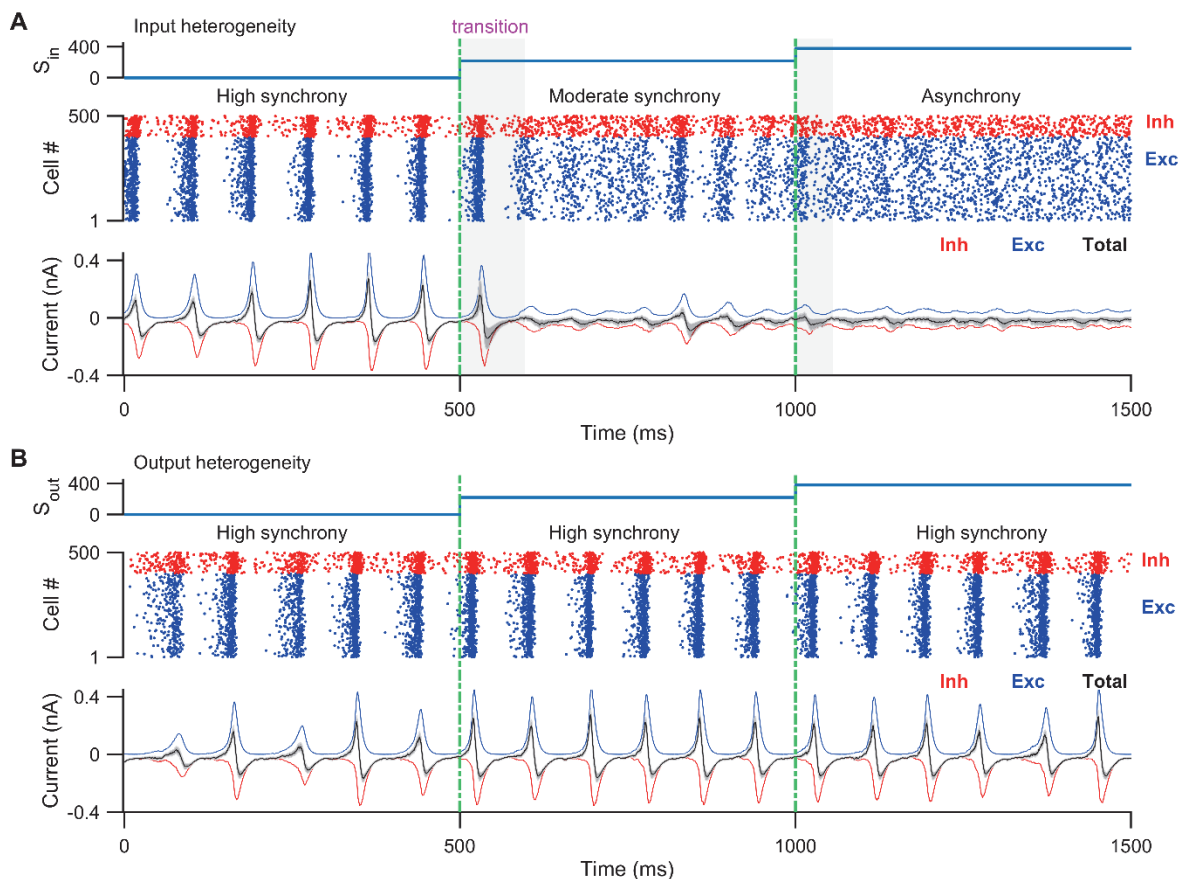 A
Input heterogeneity
transition
S_in
400
0
High synchrony
Moderate synchrony
Asynchrony
500
Inh
Cell #
Exc
1
Inh Exc Total
0.4
Current (nA)
0
-0.4
0 500 1000 1500
Time (ms)
B
Output heterogeneity
S_out
400
0
High synchrony
High synchrony
High synchrony
500
Inh
Cell #
Exc
1
Inh Exc Total
0.4
Current (nA)
0
-0.4
0 500 1000 1500
Time (ms)